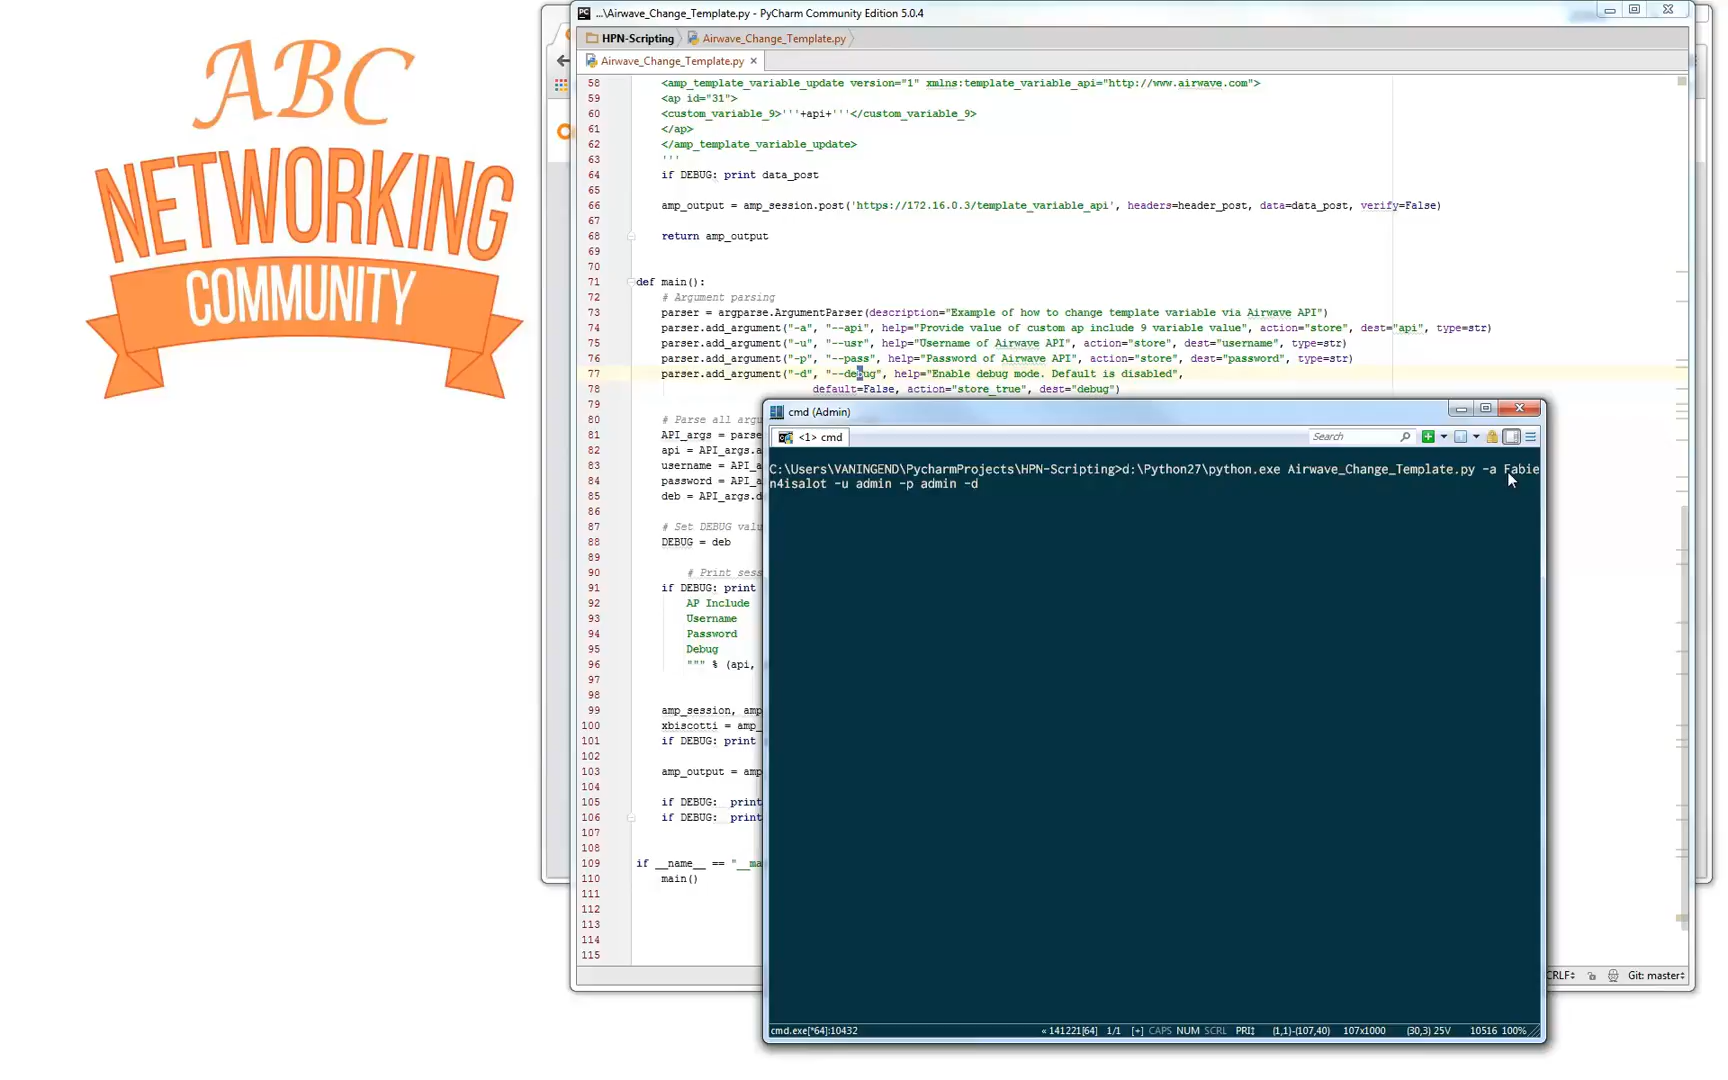 ABC
NETWORKING
COMMUNITY
...\Airwave_Change_Template.py - PyCharm Community Edition 5.0.4
HPN-Scripting
Airwave_Change_Template.py
Airwave_Change_Template.py
58 <amp_template_variable_update version="1" xmlns:template_variable_api="http://www.airwave.com">
59 <ap id="31">
60 <custom_variable_9>'''+api+'''</custom_variable_9>
61 </ap>
62 </amp_template_variable_update>
63 '''
64 if DEBUG: print data_post
65
66 amp_output = amp_session.post('https://172.16.0.3/template_variable_api', headers=header_post, data=data_post, verify=False)
67
68 return amp_output
69
70
71 def main():
72 # Argument parsing
73 parser = argparse.ArgumentParser(description="Example of how to change template variable via Airwave API")
74 parser.add_argument("-a", "--api", help="Provide value of custom ap include 9 variable value", action="store", dest="api", type=str)
75 parser.add_argument("-u", "--usr", help="Username of Airwave API", action="store", dest="username", type=str)
76 parser.add_argument("-p", "--pass", help="Password of Airwave API", action="store", dest="password", type=str)
77 parser.add_argument("-d", "--debug", help="Enable debug mode. Default is disabled",
78 default=False, action="store_true", dest="debug")
79
80 # Parse all arg
81 API_args = parse
82 api = API_args.a
83 username = API_a
84 password = API_a
85 deb = API_args.d
86
87 # Set DEBUG valu
88 DEBUG = deb
89
90 # Print sess
91 if DEBUG: print
92 AP Include
93 Username
94 Password
95 Debug
96 """ % (api,
97
98
99 amp_session, amp
100 xbiscotti = amp_
101 if DEBUG: print
102
103 amp_output = amp
104
105 if DEBUG: print
106 if DEBUG: print
107
108
109 if __name__ == "__ma
110 main()
111
112
113
114
115
CRLF Git: master
cmd (Admin)
<1> cmd
Search
C:\Users\VANINGEND\PycharmProjects\HPN-Scripting>d:\Python27\python.exe Airwave_Change_Template.py -a Fabie
n4isalot -u admin -p admin -d
cmd.exe[*64]:10432 « 141221[64] 1/1 [+] CAPS NUM SCRL PRI↕ (1,1)-(107,40) 107x1000 (30,3) 25V 10516 100%